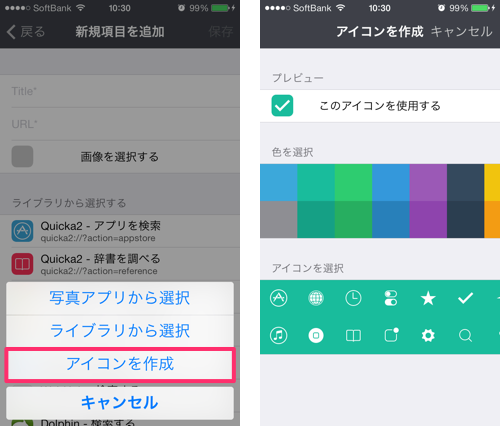 SoftBank 10:30 99%
戻る 新規項目を追加 保存
Title*
URL*
画像を選択する
ライブラリから選択する
Quicka2 - アプリを検索
quicka2://?action=appstore
Quicka2 - 辞書を調べる
quicka2://?action=reference
写真アプリから選択
ライブラリから選択
アイコンを作成
キャンセル
Dolphin - 検索する
SoftBank 10:30 99%
アイコンを作成 キャンセル
プレビュー
このアイコンを使用する
色を選択
アイコンを選択